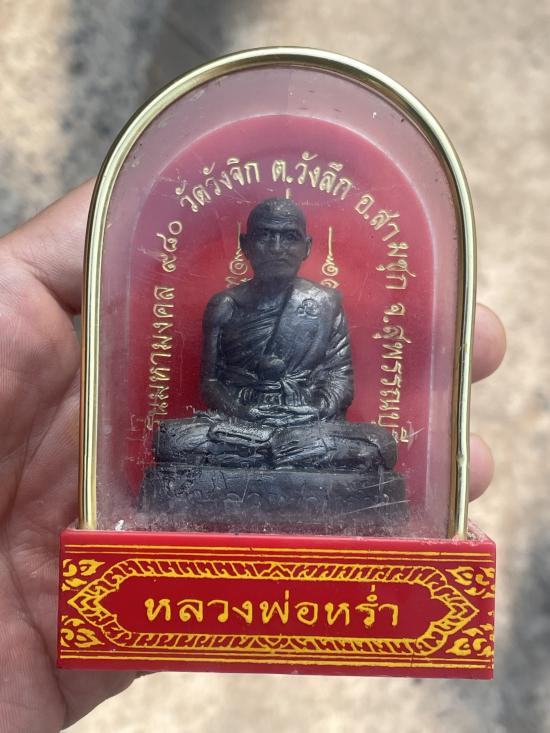 รุ่นมหามงคล ๙๘๐ วัดวังจิก ต.วังลึก อ.สามชุก จ.สุพรรณบุรี
หลวงพ่อหร่ำ